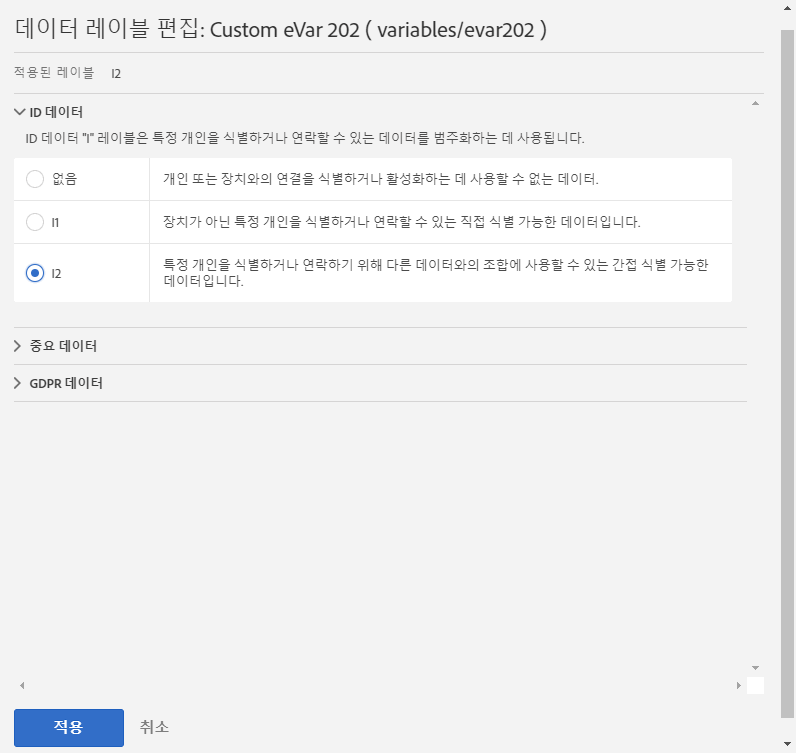 데이터 레이블 편집: Custom eVar 202 ( variables/evar202 )
적용된 레이블 I2
ID 데이터
ID 데이터 "I" 레이블은 특정 개인을 식별하거나 연락할 수 있는 데이터를 범주화하는 데 사용됩니다.
없음 개인 또는 장치와의 연결을 식별하거나 활성화하는 데 사용할 수 없는 데이터.
I1 장치가 아닌 특정 개인을 식별하거나 연락할 수 있는 직접 식별 가능한 데이터입니다.
I2 특정 개인을 식별하거나 연락하기 위해 다른 데이터와의 조합에 사용할 수 있는 간접 식별 가능한
데이터입니다.
중요 데이터
GDPR 데이터
적용 취소